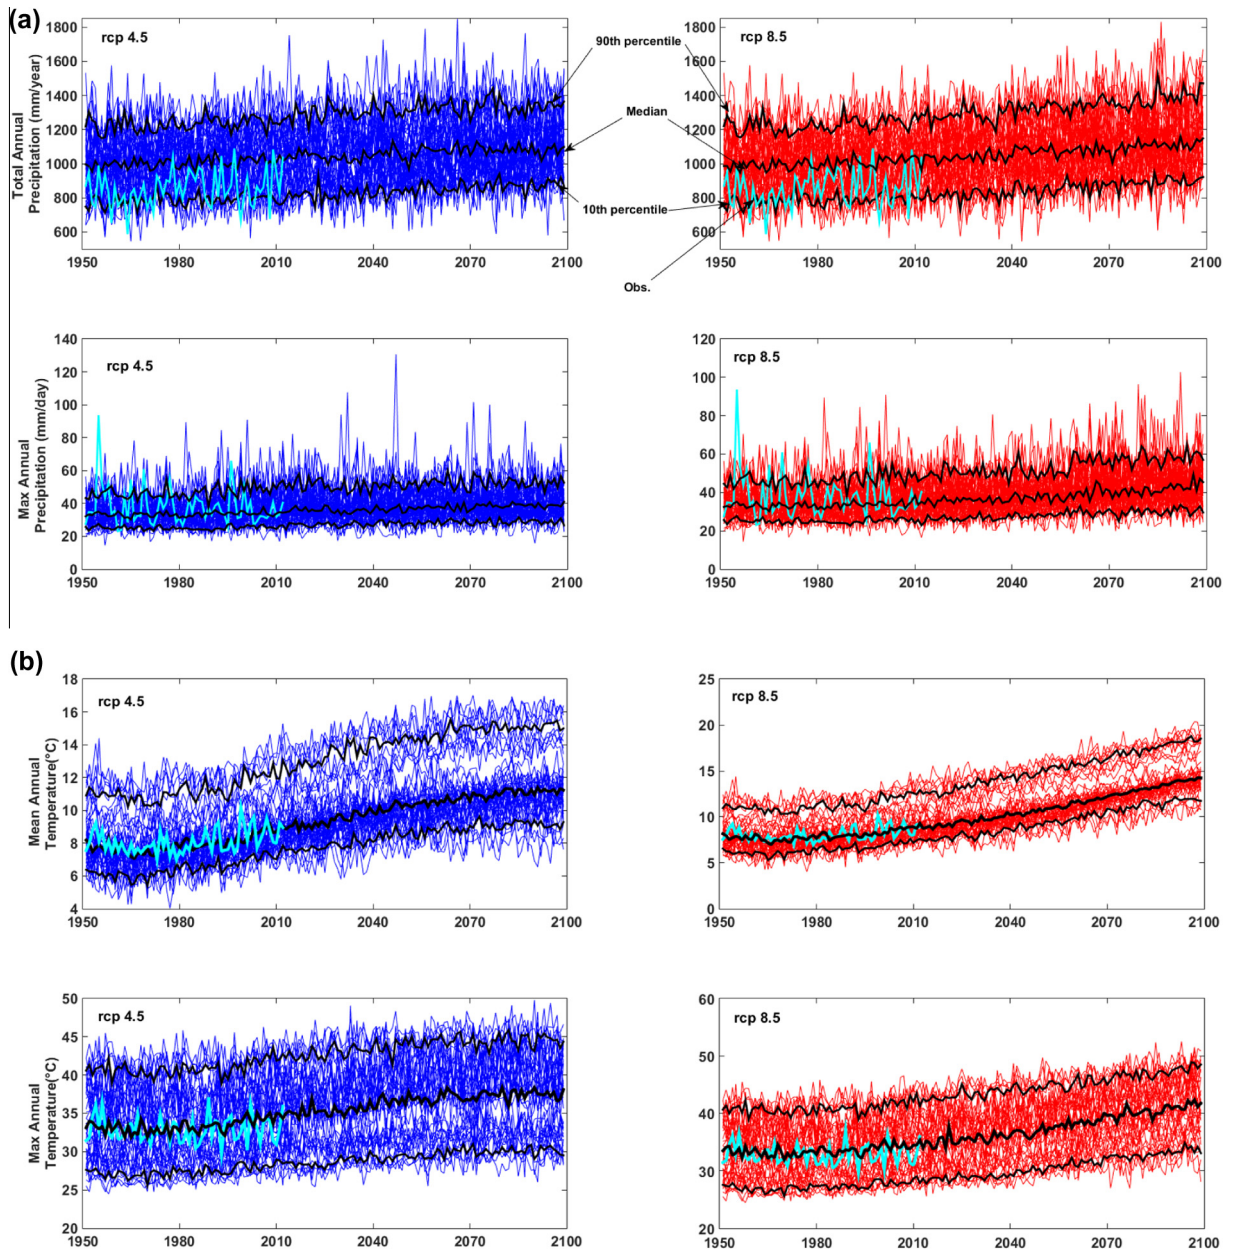 (a)
rcp 4.5
Total Annual
Precipitation (mm/year)
1800
1600
1400
1200
1000
800
600
1950 1980 2010 2040 2070 2100
90th percentile
Median
10th percentile
Obs.
rcp 8.5
1800
1600
1400
1200
1000
800
600
1950 1980 2010 2040 2070 2100
rcp 4.5
Max Annual
Precipitation (mm/day)
140
120
100
80
60
40
20
0
1950 1980 2010 2040 2070 2100
rcp 8.5
120
100
80
60
40
20
0
1950 1980 2010 2040 2070 2100
(b)
rcp 4.5
Mean Annual
Temperature(°C)
18
16
14
12
10
8
6
4
1950 1980 2010 2040 2070 2100
rcp 8.5
25
20
15
10
5
0
1950 1980 2010 2040 2070 2100
rcp 4.5
Max Annual
Temperature(°C)
50
45
40
35
30
25
20
1950 1980 2010 2040 2070 2100
rcp 8.5
60
50
40
30
20
1950 1980 2010 2040 2070 2100